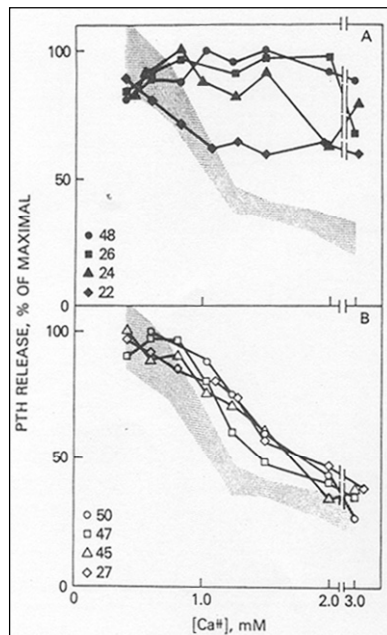 A
100
50
0
● 48
■ 26
▲ 24
◆ 22
PTH RELEASE, % OF MAXIMAL
B
100
50
0
○ 50
□ 47
△ 45
◇ 27
1.0 2.0 3.0
[Ca⧺], mM